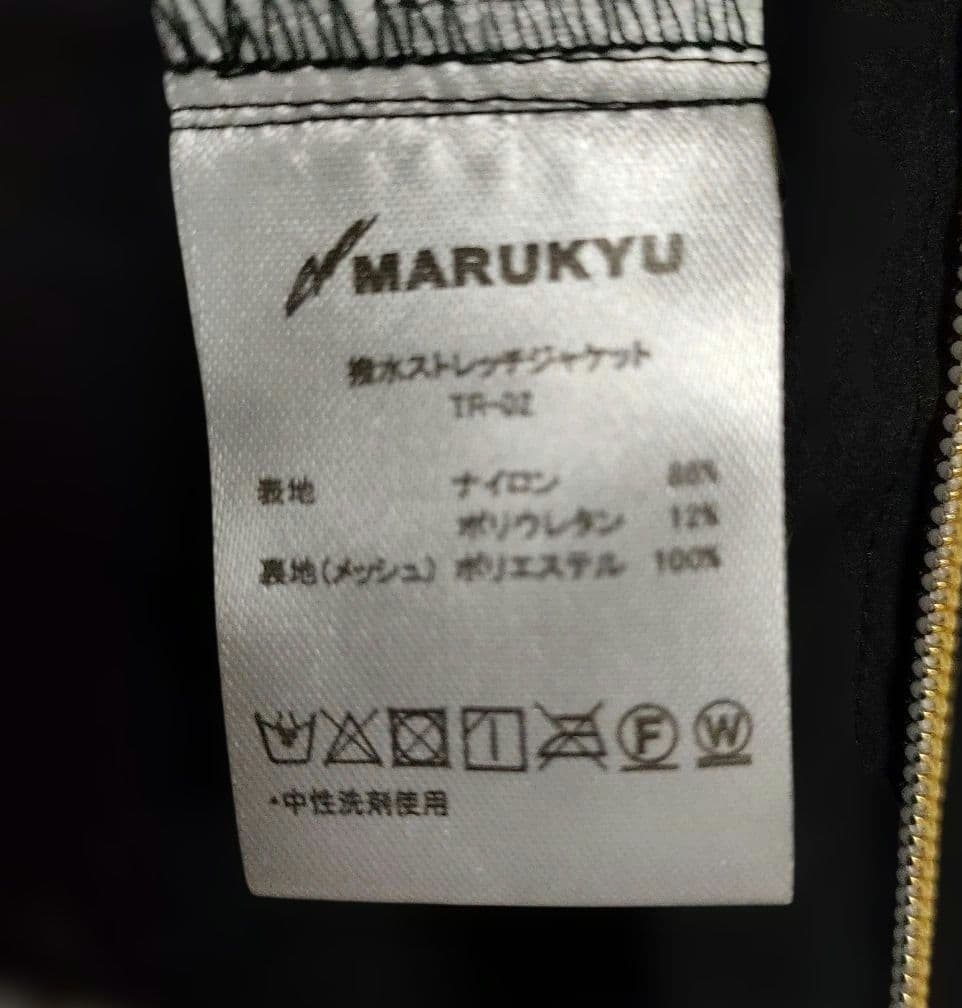 MARUKYU
撥水ストレッチジャケット
TR-02
表地 ナイロン 88%
ポリウレタン 12%
裏地(メッシュ) ポリエステル 100%
F W
・中性洗剤使用